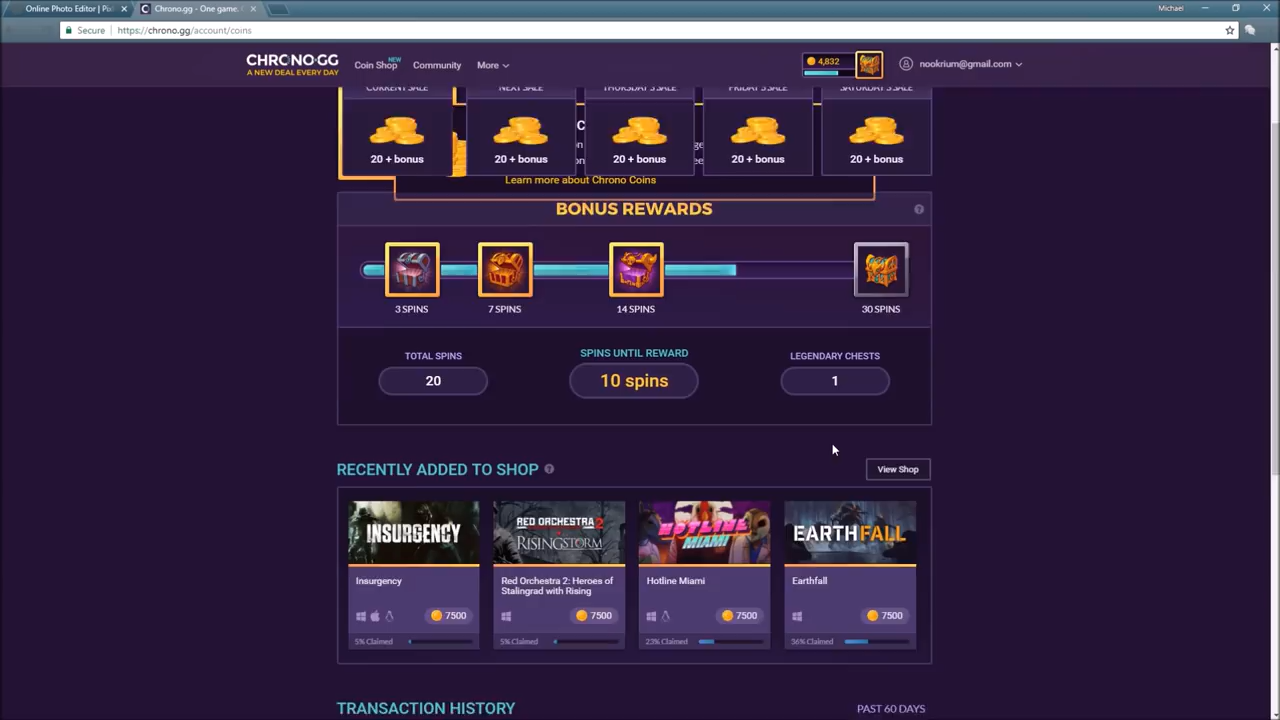 Online Photo Editor | Po
Chrono.gg - One game.
Michael
Secure
https://chrono.gg/account/coins
CHRONO·GG
A NEW DEAL EVERY DAY
Coin Shop NEW
Community
More
4,832
nookrium@gmail.com
CURRENT SALE
NEXT SALE
THURSDAY'S SALE
FRIDAY'S SALE
SATURDAY'S SALE
20 + bonus
20 + bonus
20 + bonus
20 + bonus
20 + bonus
Learn more about Chrono Coins
BONUS REWARDS
3 SPINS
7 SPINS
14 SPINS
30 SPINS
TOTAL SPINS
20
SPINS UNTIL REWARD
10 spins
LEGENDARY CHESTS
1
RECENTLY ADDED TO SHOP
View Shop
INSURGENCY
RED ORCHESTRA 2
RISING STORM
HOTLINE
MIAMI
EARTHFALL
Insurgency
Red Orchestra 2: Heroes of
Stalingrad with Rising
Hotline Miami
Earthfall
7500
7500
7500
7500
5% Claimed
5% Claimed
23% Claimed
36% Claimed
TRANSACTION HISTORY
PAST 60 DAYS